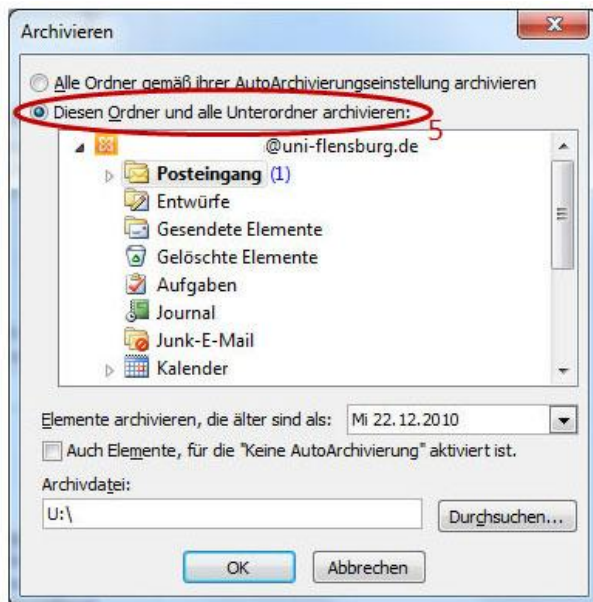 Archivieren
Alle Ordner gemäß ihrer AutoArchivierungseinstellung archivieren
Diesen Ordner und alle Unterordner archivieren:
5
@uni-flensburg.de
Posteingang (1)
Entwürfe
Gesendete Elemente
Gelöschte Elemente
Aufgaben
Journal
Junk-E-Mail
Kalender
Elemente archivieren, die älter sind als: Mi 22.12.2010
Auch Elemente, für die "Keine AutoArchivierung" aktiviert ist.
Archivdatei:
U:\ Durchsuchen...
OK Abbrechen